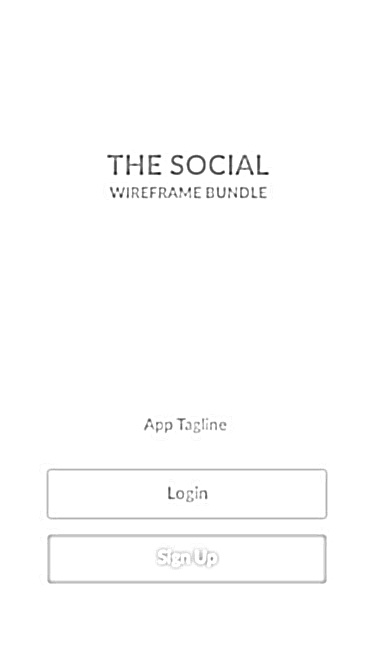 THE SOCIAL
WIREFRAME BUNDLE
App Tagline
Login
Sign Up